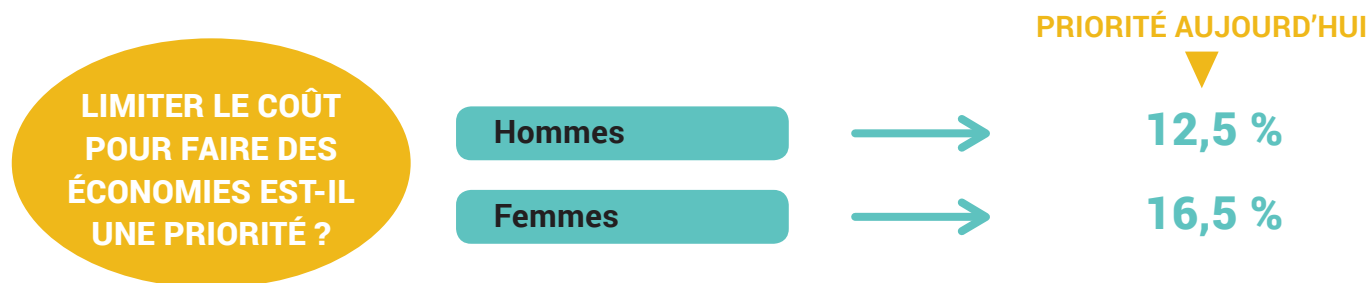 LIMITER LE COÛT
POUR FAIRE DES
ÉCONOMIES EST-IL
UNE PRIORITÉ ?
PRIORITÉ AUJOURD'HUI
Hommes
12,5 %
Femmes
16,5 %